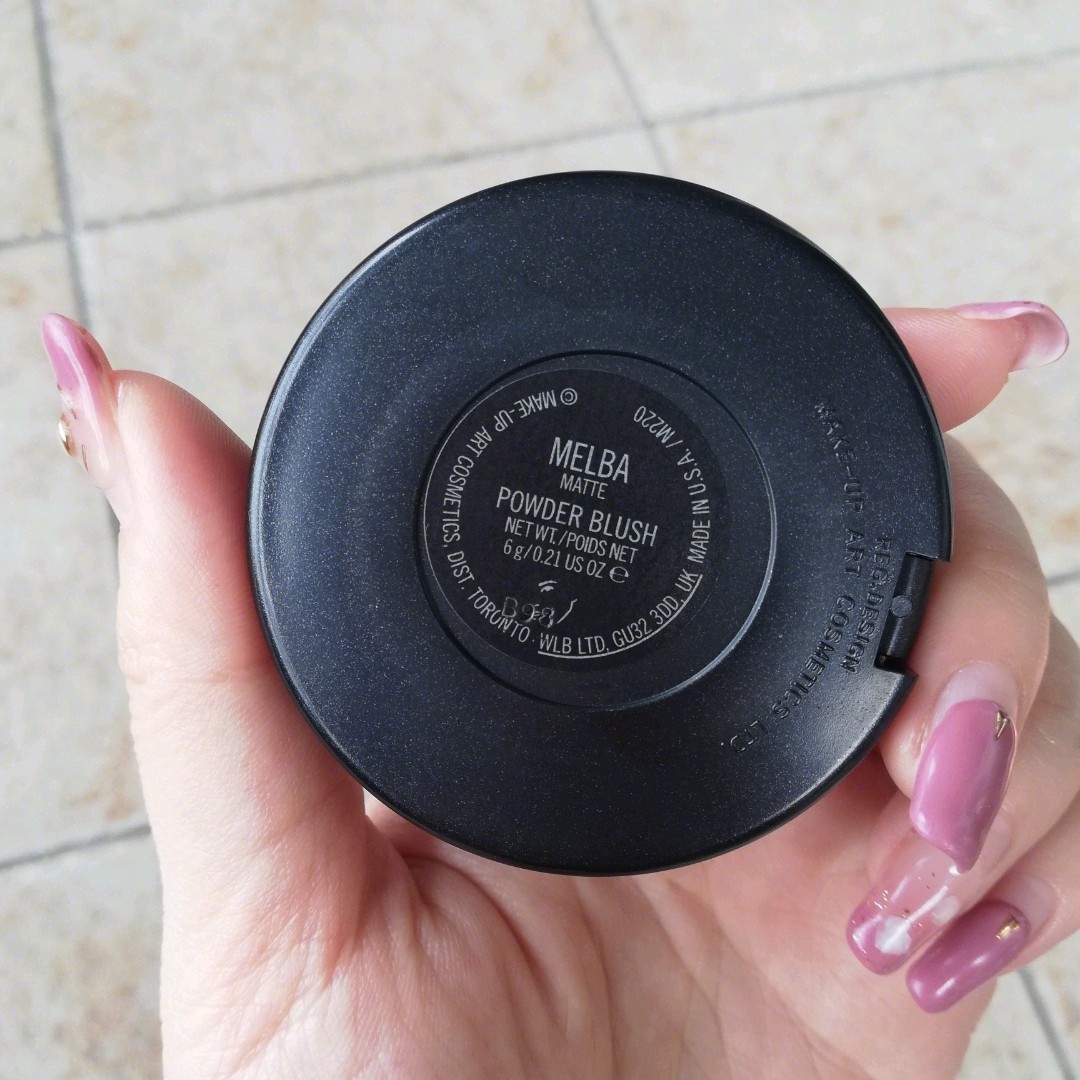 MELBA
MATTE
POWDER BLUSH
NET WT./POIDS NET
6 g/0.21 US OZ ℮
© MAKE-UP ART COSMETICS, DIST. TORONTO · WLB LTD. GU32 3DD. UK MADE IN U.S.A. / M220
MAKE-UP ART COSMETICS LTD.
REG.DESIGN